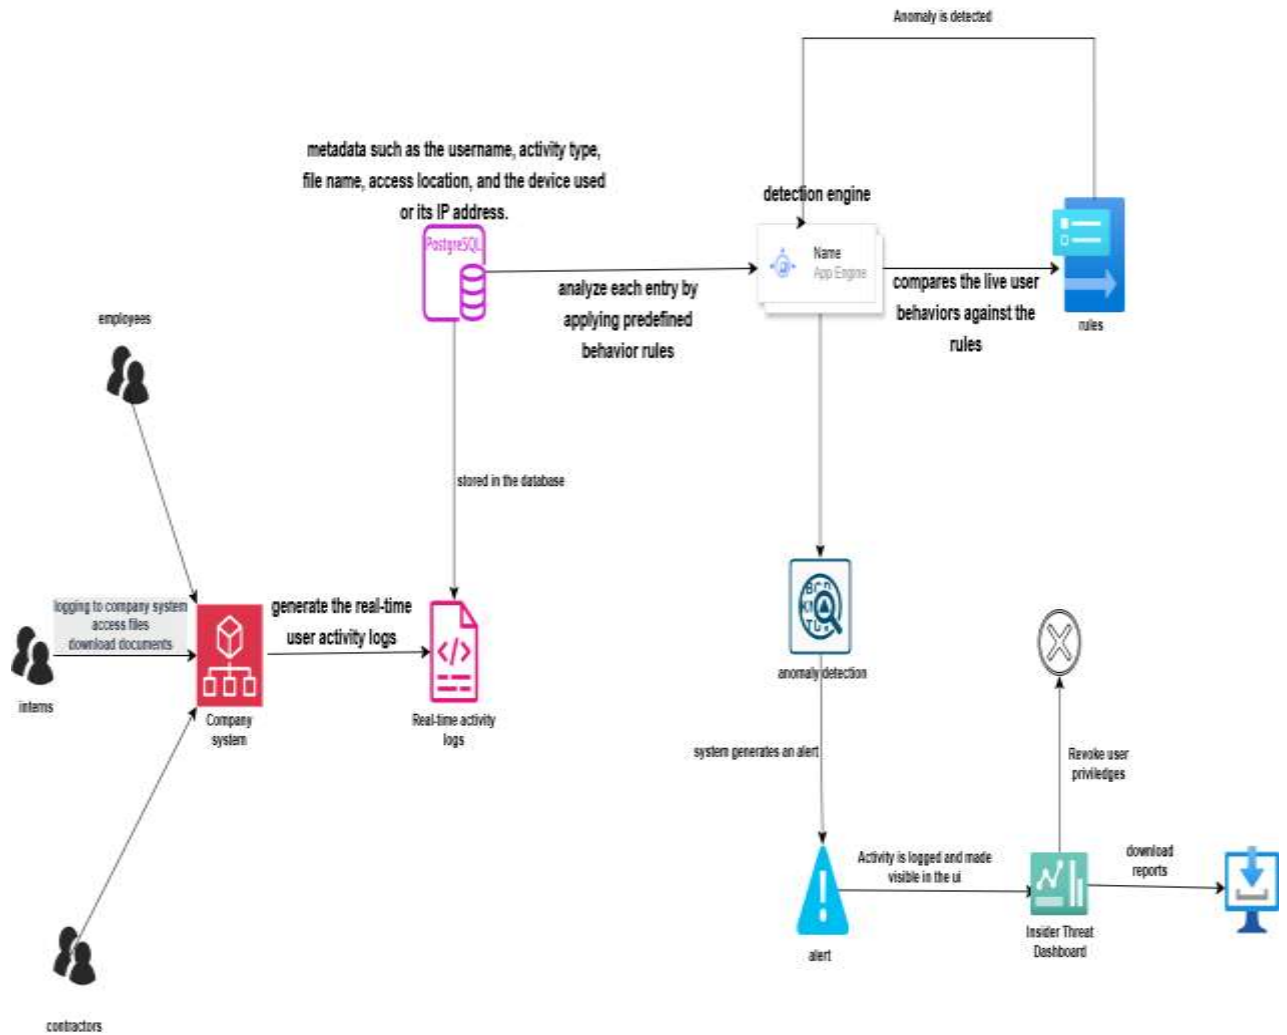 Anomaly is detected
metadata such as the username, activity type,
file name, access location, and the device used
or its IP address.
PostgreSQL
detection engine
Name
App Engine
analyze each entry by
applying predefined
behavior rules
compares the live user
behaviors against the
rules
rules
employees
stored in the database
logging to company system
access files
download documents
interns
generate the real-time
user activity logs
Company
system
Real-time activity
logs
anomaly detection
system generates an alert
Revoke user
priviledges
Activity is logged and made
visible in the ui
download
reports
alert
Insider Threat
Dashboard
contractors